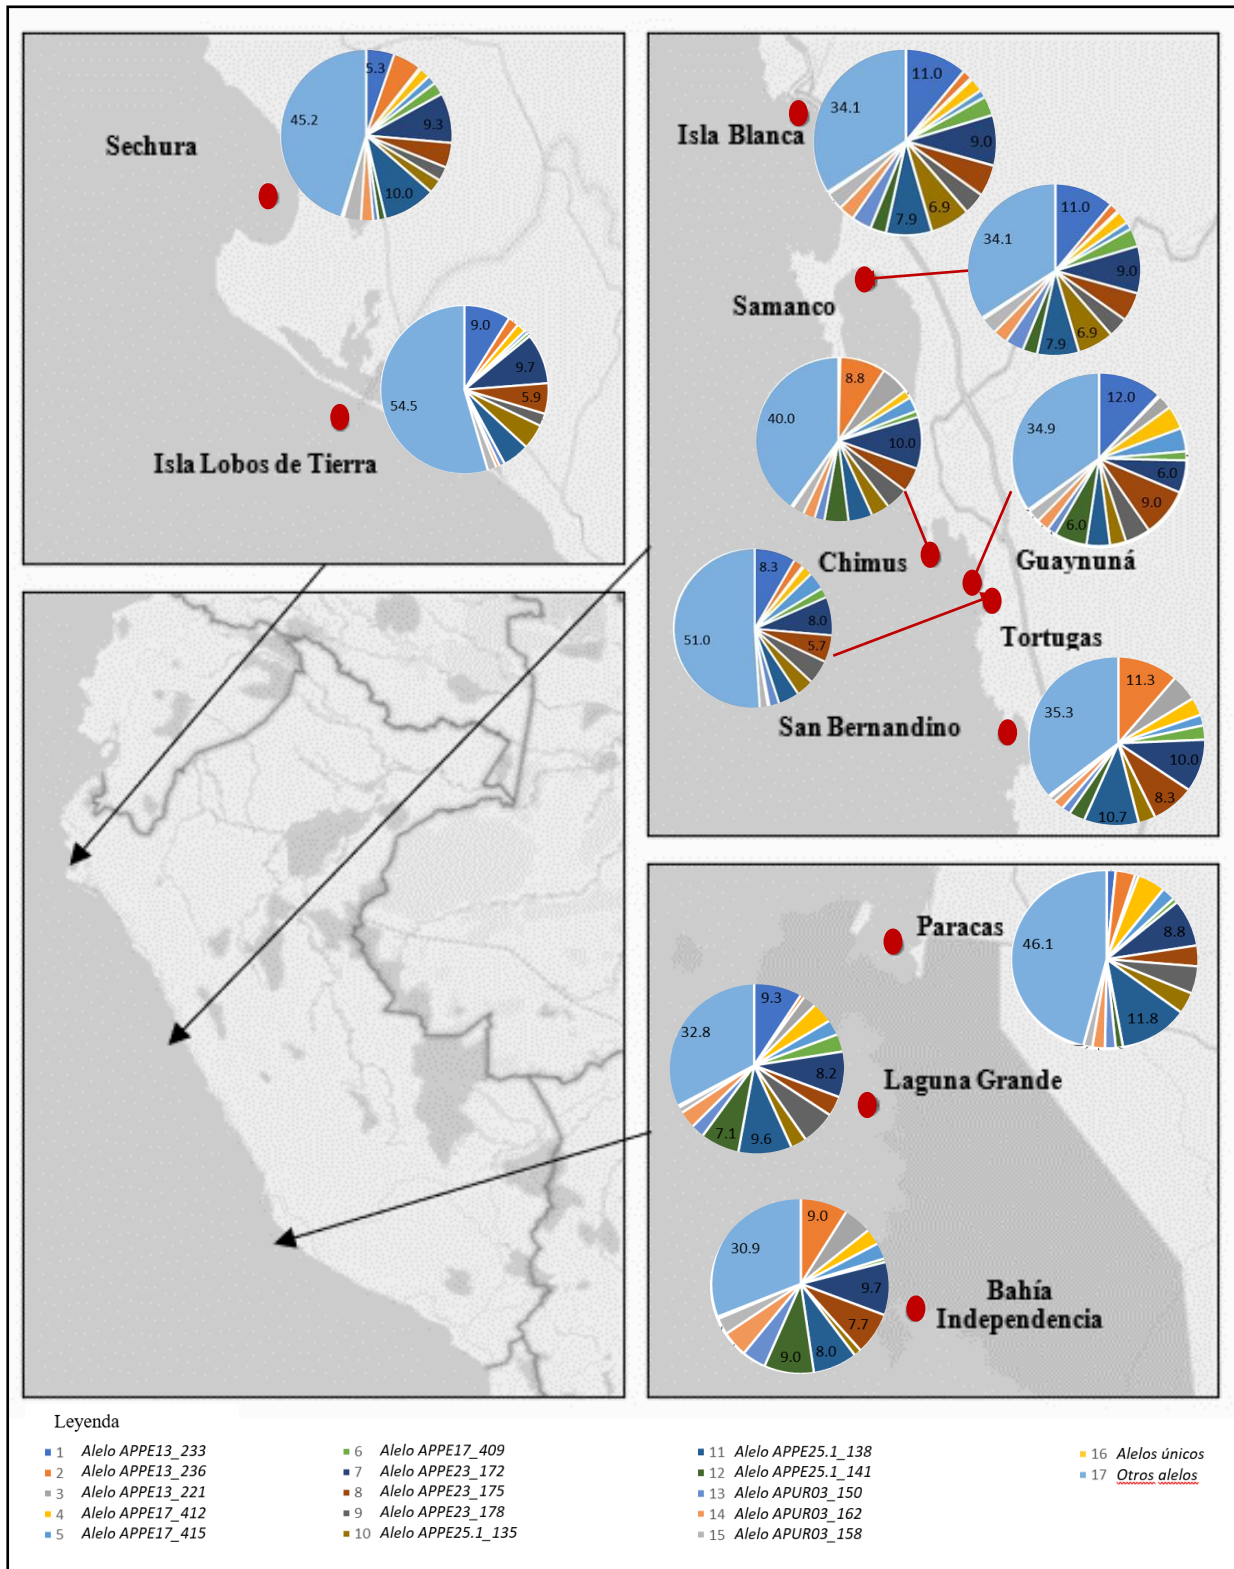 5.3
45.2
9.3
10.0
Sechura
9.0
9.7
5.9
54.5
Isla Lobos de Tierra
11.0
34.1
9.0
6.9
7.9
Isla Blanca
11.0
34.1
9.0
6.9
7.9
Samanco
8.8
40.0
10.0
Chimus
12.0
34.9
6.0
9.0
6.0
Guaynuná
Tortugas
8.3
51.0
8.0
5.7
San Bernandino
11.3
35.3
10.0
8.3
10.7
Paracas
46.1
8.8
11.8
9.3
32.8
8.2
7.1
9.6
Laguna Grande
9.0
30.9
9.7
7.7
8.0
9.0
Bahía
Independencia
Leyenda
1 Alelo APPE13_233
2 Alelo APPE13_236
3 Alelo APPE13_221
4 Alelo APPE17_412
5 Alelo APPE17_415
6 Alelo APPE17_409
7 Alelo APPE23_172
8 Alelo APPE23_175
9 Alelo APPE23_178
10 Alelo APPE25.1_135
11 Alelo APPE25.1_138
12 Alelo APPE25.1_141
13 Alelo APUR03_150
14 Alelo APUR03_162
15 Alelo APUR03_158
16 Alelos únicos
17 Otros alelos